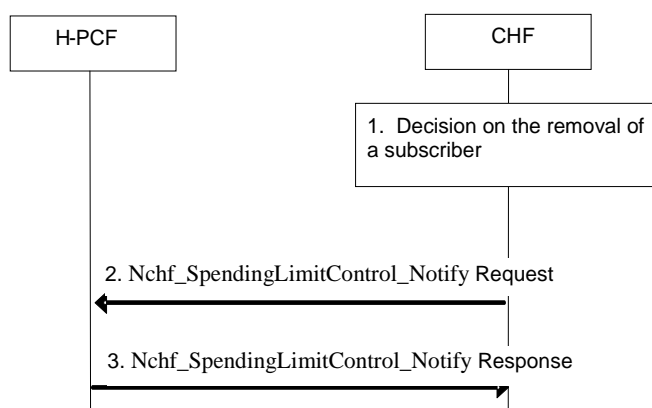 H-PCF
CHF
1. Decision on the removal of
a subscriber
2. Nchf_SpendingLimitControl_Notify Request
3. Nchf_SpendingLimitControl_Notify Response